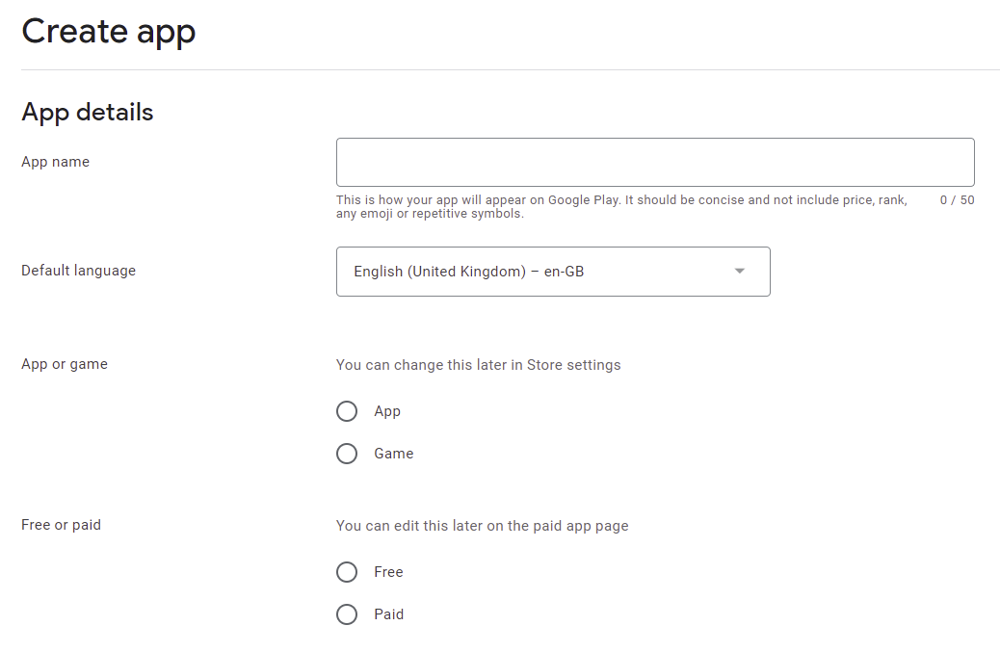 Create app
App details
App name
This is how your app will appear on Google Play. It should be concise and not include price, rank,
any emoji or repetitive symbols.
0 / 50
Default language
English (United Kingdom) – en-GB
App or game
You can change this later in Store settings
App
Game
Free or paid
You can edit this later on the paid app page
Free
Paid